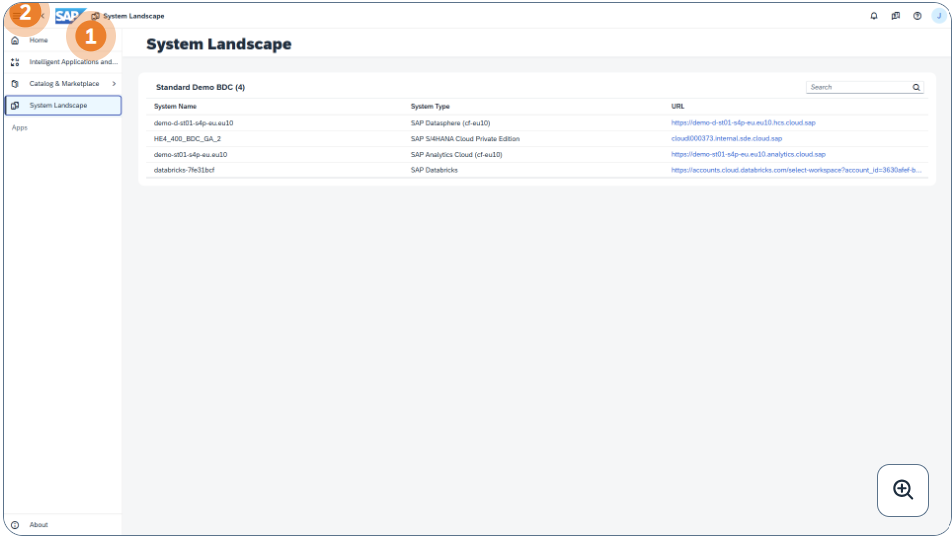 2
SAP
System Landscape
J
1
Home
Intelligent Applications and...
Catalog & Marketplace
System Landscape
Apps
About
System Landscape
Standard Demo BDC (4)
Search
System Name System Type URL
demo-d-st01-s4p-eu.eu10 SAP Datasphere (cf-eu10) https://demo-d-st01-s4p-eu.eu10.hcs.cloud.sap
HE4_400_BDC_GA_2 SAP S/4HANA Cloud Private Edition cloudl000373.internal.sde.cloud.sap
demo-st01-s4p-eu.eu10 SAP Analytics Cloud (cf-eu10) https://demo-st01-s4p-eu.eu10.analytics.cloud.sap
databricks-7fe31bcf SAP Databricks https://accounts.cloud.databricks.com/select-workspace?account_id=3630afef-b...